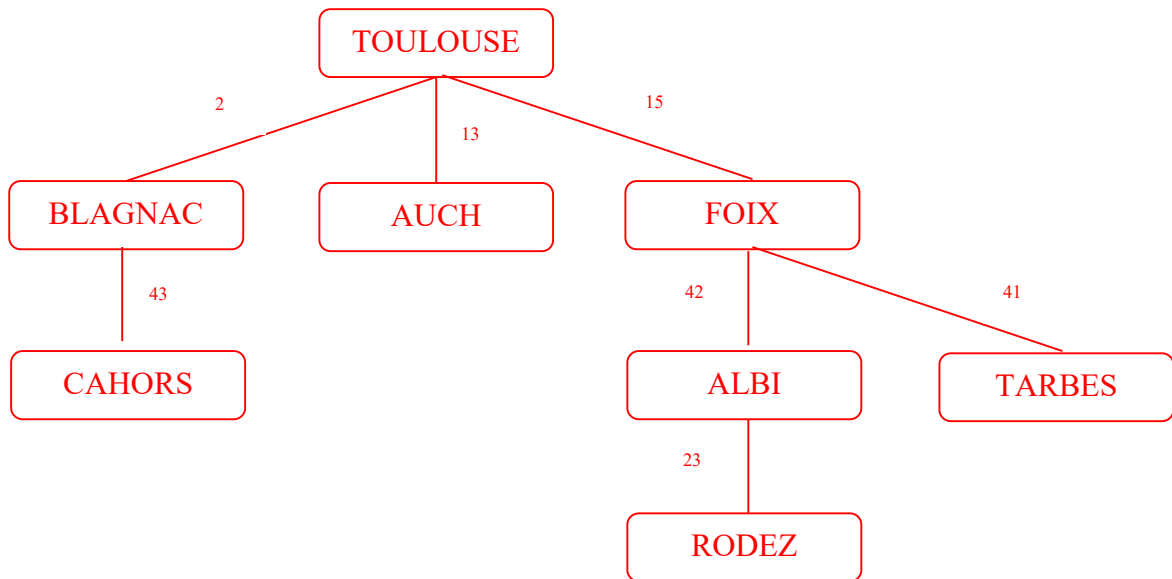 TOULOUSE
2
13
15
BLAGNAC
AUCH
FOIX
43
42
41
CAHORS
ALBI
TARBES
23
RODEZ